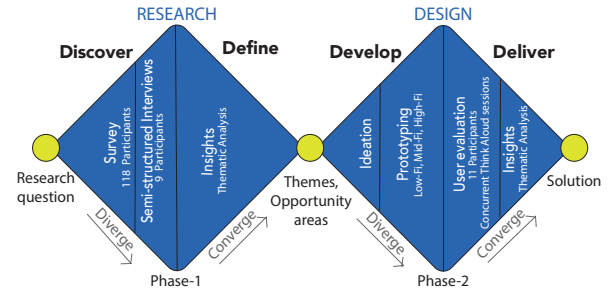 RESEARCH
DESIGN
Discover
Define
Develop
Deliver
Survey
118 Participants
Semi-structured Interviews
9 Participants
Insights
Thematic Analysis
Ideation
Prototyping
Low-Fi, Mid-Fi, High-Fi
User evaluation
11 Participants
Concurrent Think Aloud sessions
Insights
Thematic Analysis
Research
question
Themes,
Opportunity
areas
Solution
Diverge
Converge
Diverge
Converge
Phase-1
Phase-2